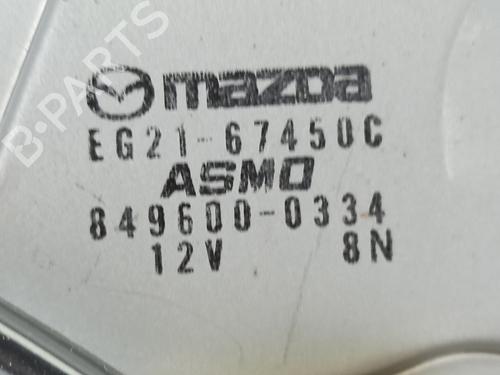 B-PARTS
mazda
EG21-67450C
ASMO
849600-0334
12V 8N